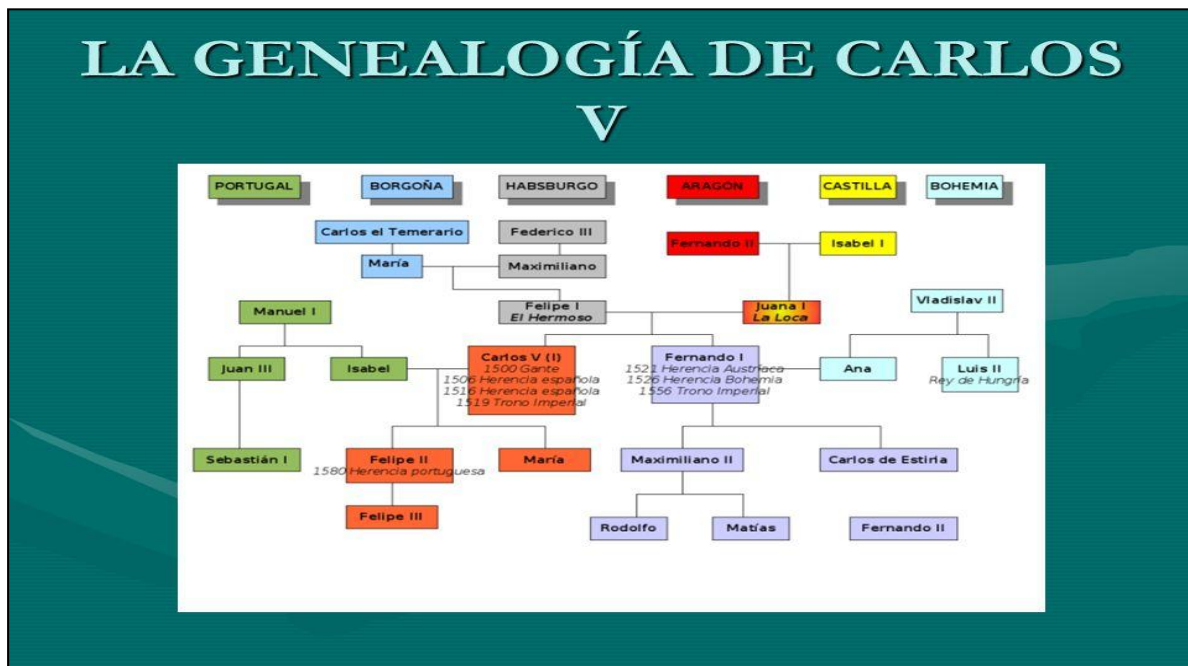 LA GENEALOGÍA DE CARLOS
V
PORTUGAL
BORGOÑA
HABSBURGO
ARAGÓN
CASTILLA
BOHEMIA
Carlos el Temerario
Federico III
Fernando II
Isabel I
María
Maximiliano
Manuel I
Felipe I
El Hermoso
Juana I
La Loca
Vladislav II
Juan III
Isabel
Carlos V (I)
1500 Gante
1506 Herencia española
1516 Herencia española
1519 Trono Imperial
Fernando I
1521 Herencia Austríaca
1526 Herencia Bohemia
1556 Trono Imperial
Ana
Luis II
Rey de Hungría
Sebastián I
Felipe II
1580 Herencia portuguesa
María
Maximiliano II
Carlos de Estiria
Felipe III
Rodolfo
Matías
Fernando II